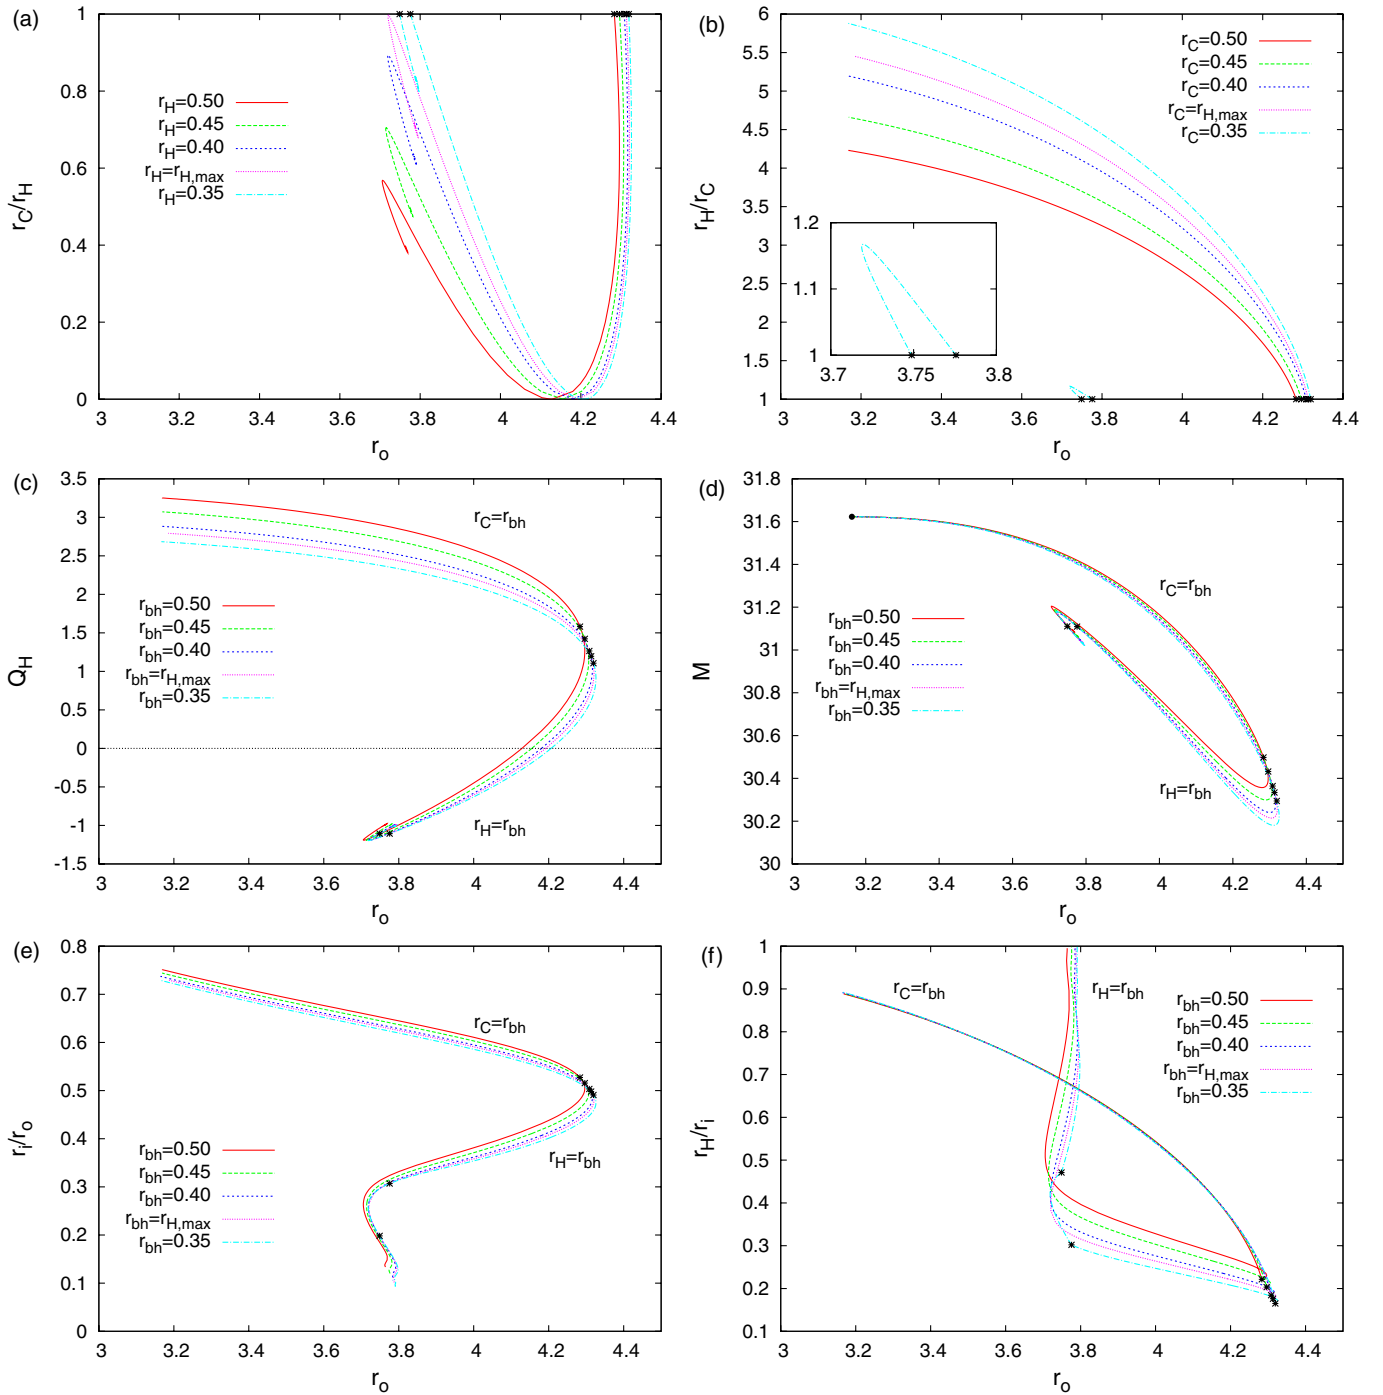 (a)
r_C/r_H
1
0.8
0.6
0.4
0.2
0
r_H=0.50
r_H=0.45
r_H=0.40
r_H=r_H,max
r_H=0.35
3 3.2 3.4 3.6 3.8 4 4.2 4.4
r_o
(b)
r_H/r_C
6
5.5
5
4.5
4
3.5
3
2.5
2
1.5
1
r_C=0.50
r_C=0.45
r_C=0.40
r_C=r_H,max
r_C=0.35
1.2
1.1
1
3.7 3.75 3.8
3 3.2 3.4 3.6 3.8 4 4.2 4.4
r_o
(c)
Q_H
3.5
3
2.5
2
1.5
1
0.5
0
-0.5
-1
-1.5
r_C=r_bh
r_bh=0.50
r_bh=0.45
r_bh=0.40
r_bh=r_H,max
r_bh=0.35
r_H=r_bh
3 3.2 3.4 3.6 3.8 4 4.2 4.4
r_o
(d)
M
31.8
31.6
31.4
31.2
31
30.8
30.6
30.4
30.2
30
r_C=r_bh
r_bh=0.50
r_bh=0.45
r_bh=0.40
r_bh=r_H,max
r_bh=0.35
r_H=r_bh
3 3.2 3.4 3.6 3.8 4 4.2 4.4
r_o
(e)
r_i/r_o
0.8
0.7
0.6
0.5
0.4
0.3
0.2
0.1
0
r_C=r_bh
r_bh=0.50
r_bh=0.45
r_bh=0.40
r_bh=r_H,max
r_bh=0.35
r_H=r_bh
3 3.2 3.4 3.6 3.8 4 4.2 4.4
r_o
(f)
r_H/r_i
1
0.9
0.8
0.7
0.6
0.5
0.4
0.3
0.2
0.1
r_C=r_bh
r_H=r_bh
r_bh=0.50
r_bh=0.45
r_bh=0.40
r_bh=r_H,max
r_bh=0.35
3 3.2 3.4 3.6 3.8 4 4.2 4.4
r_o